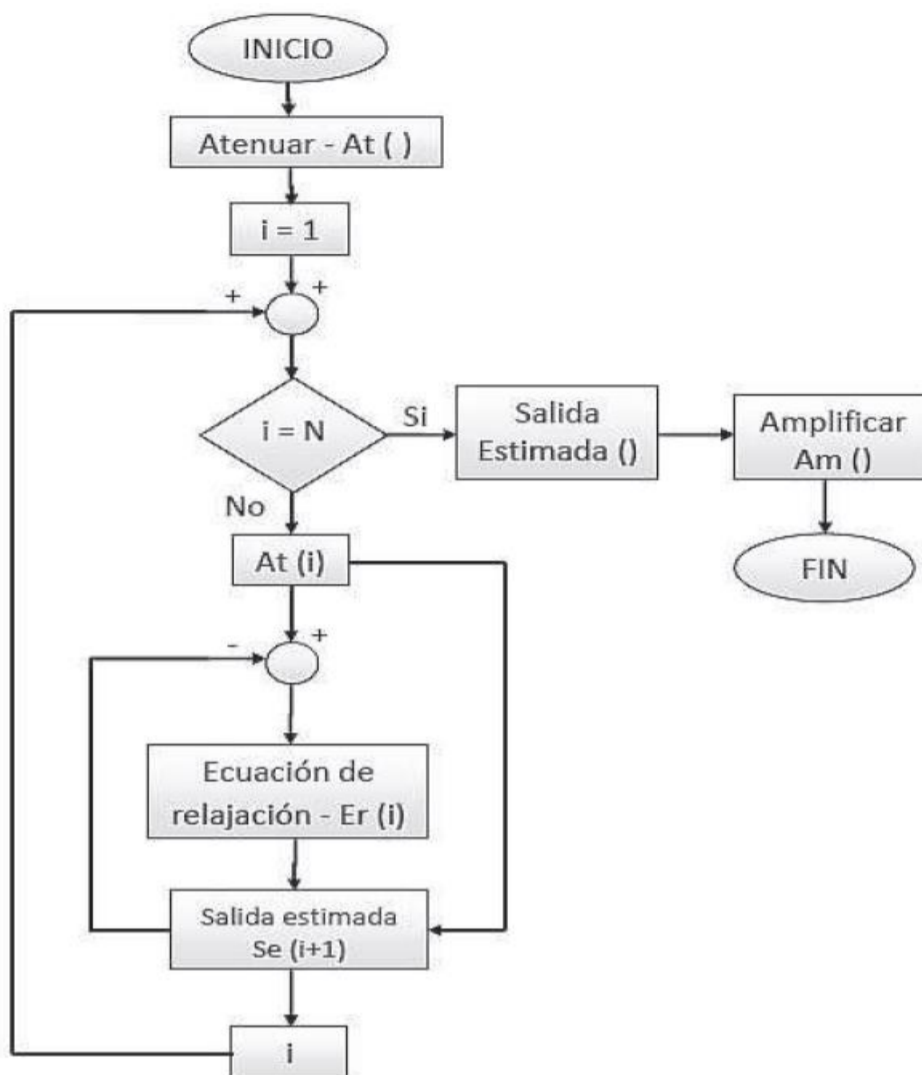 INICIO
Atenuar - At ( )
i = 1
+
+
i = N
Si
Salida
Estimada ()
Amplificar
Am ()
FIN
No
At (i)
+
-
Ecuación de
relajación - Er (i)
Salida estimada
Se (i+1)
i